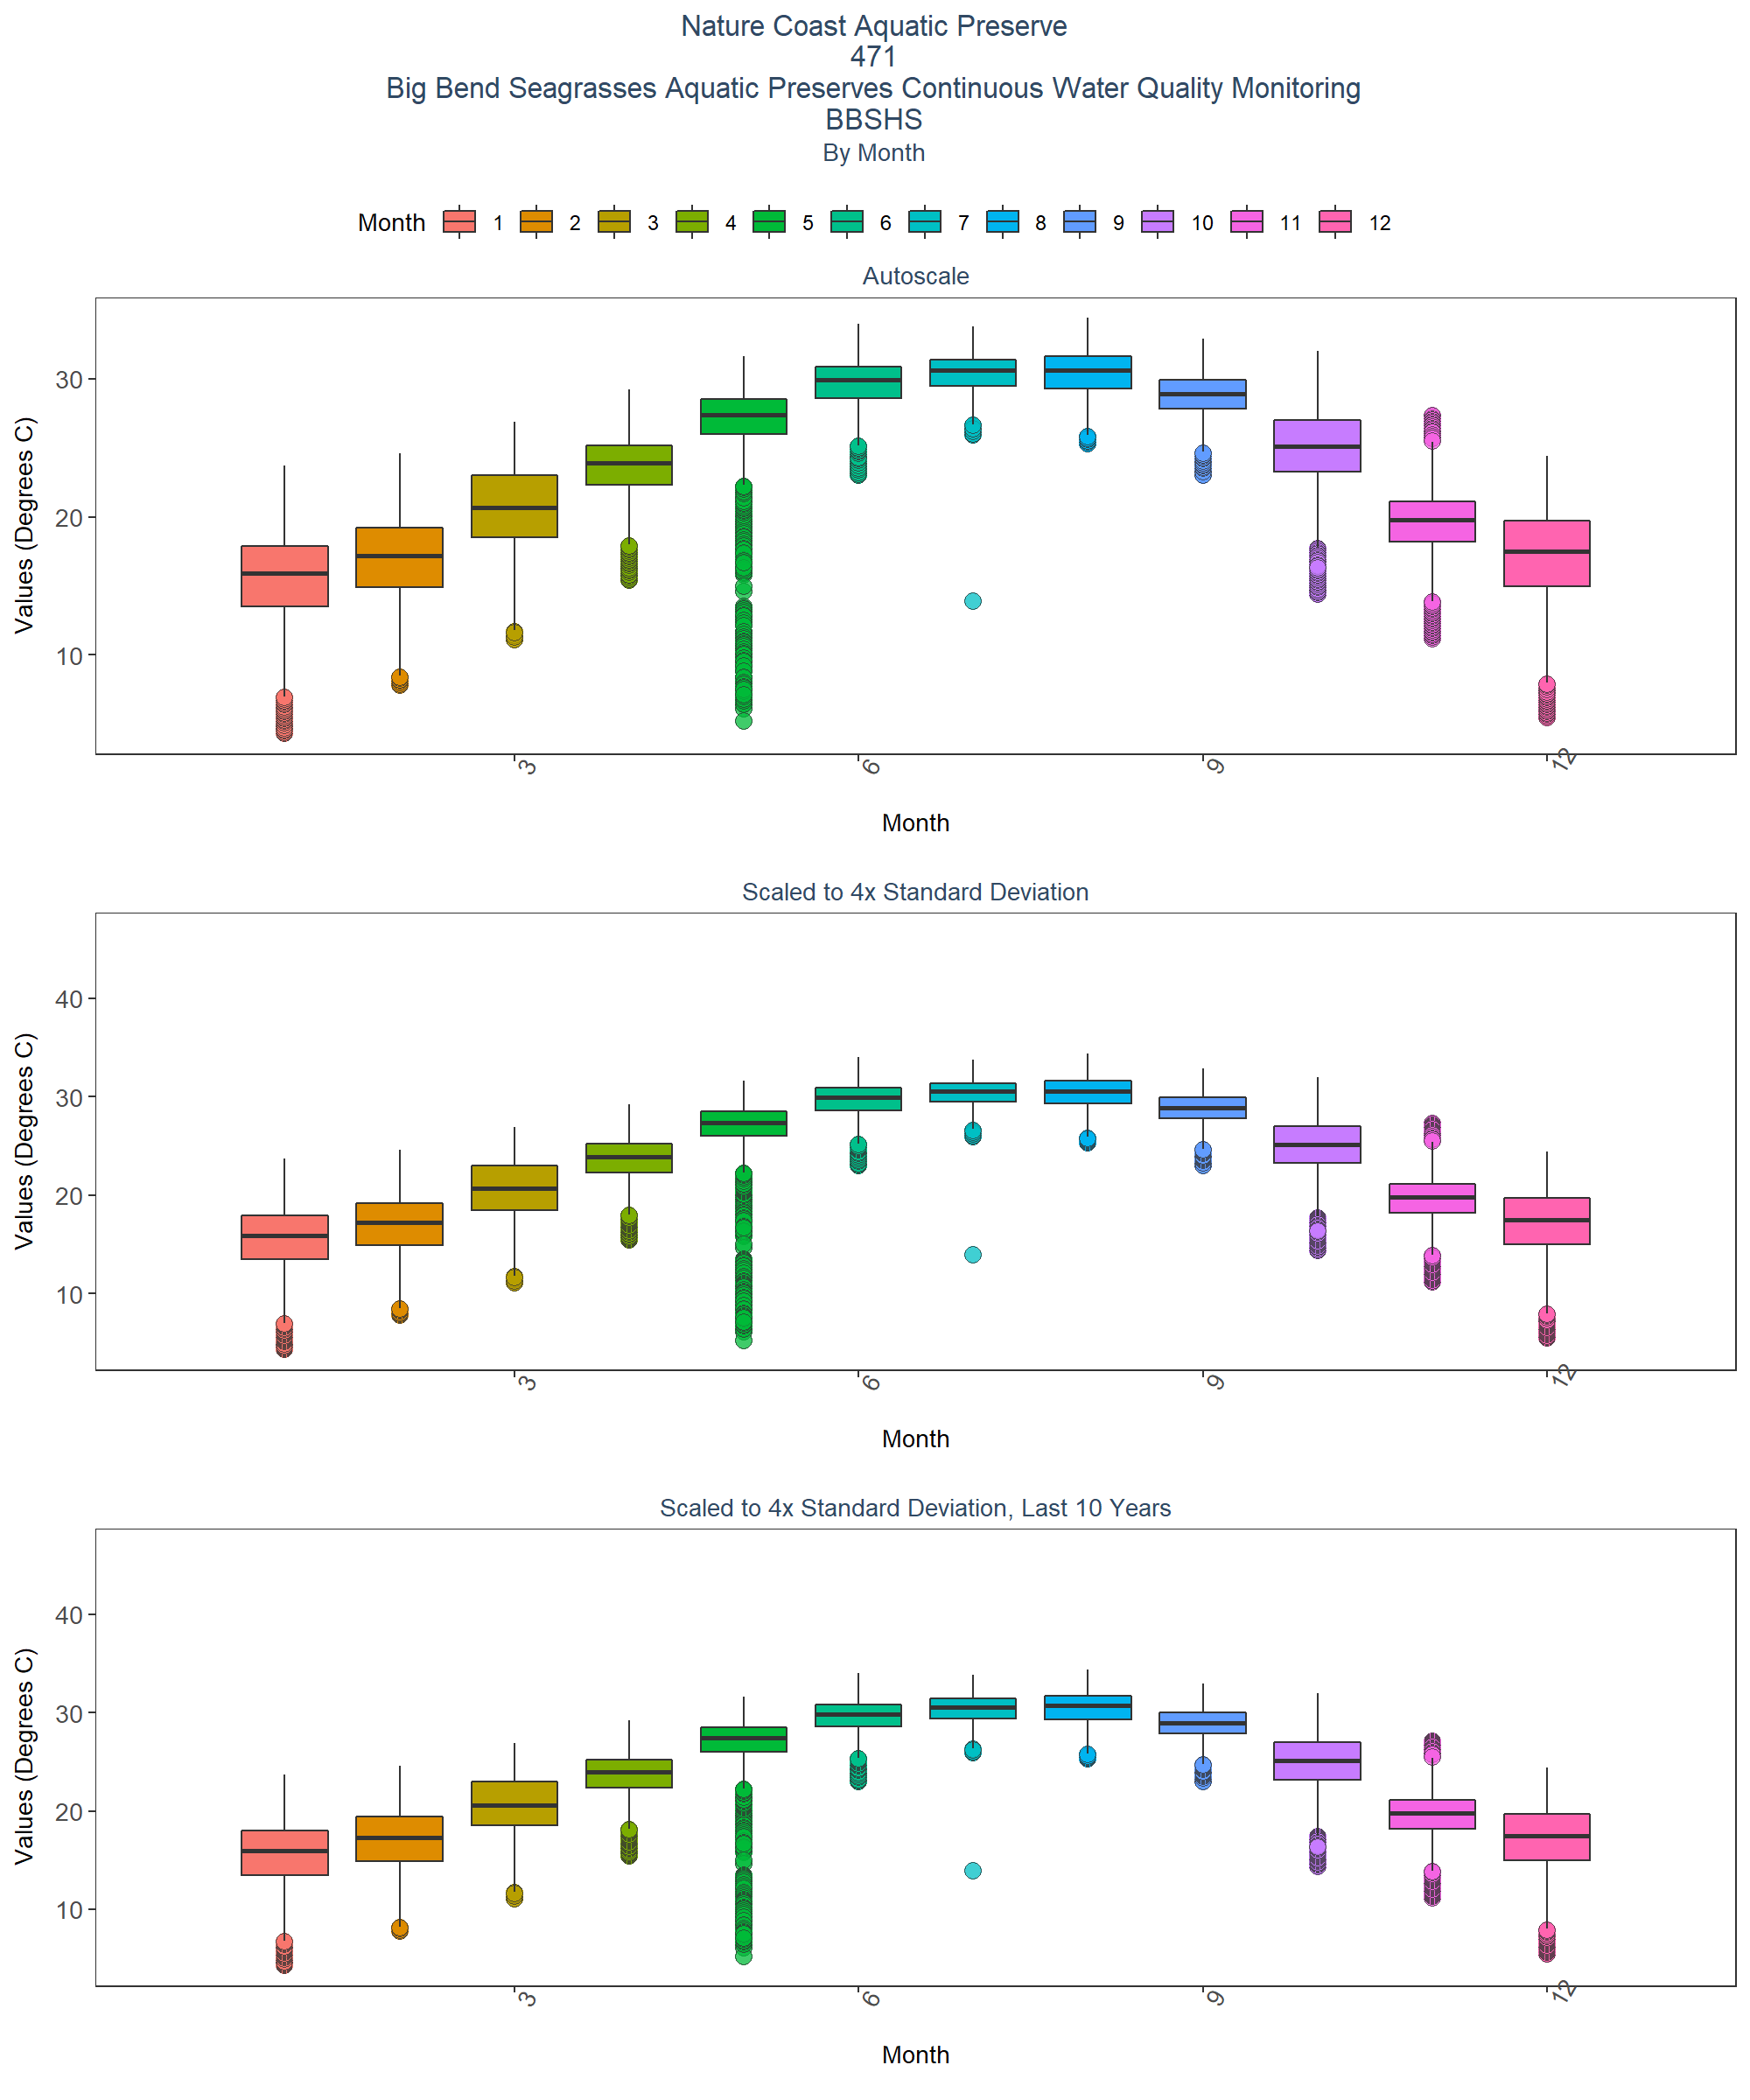 Nature Coast Aquatic Preserve
471
Big Bend Seagrasses Aquatic Preserves Continuous Water Quality Monitoring
BBSHS
By Month
Month 1 2 3 4 5 6 7 8 9 10 11 12
Autoscale
Values (Degrees C)
30
20
10
3 6 9 12
Month
Scaled to 4x Standard Deviation
Values (Degrees C)
40
30
20
10
3 6 9 12
Month
Scaled to 4x Standard Deviation, Last 10 Years
Values (Degrees C)
40
30
20
10
3 6 9 12
Month